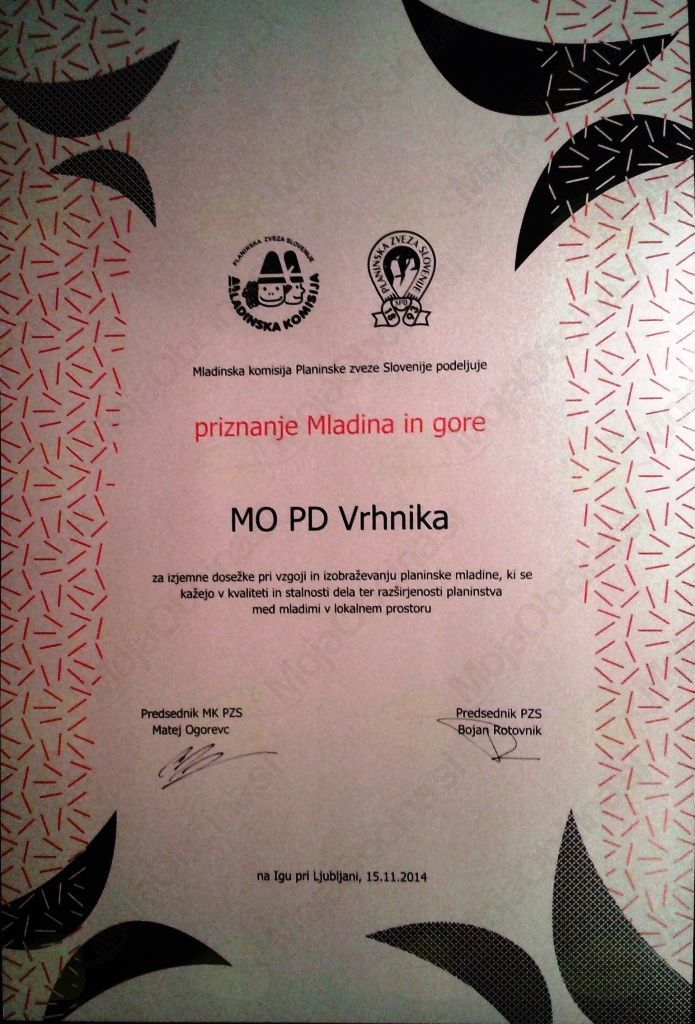 PLANINSKA ZVEZA SLOVENIJE
MLADINSKA KOMISIJA
PLANINSKA ZVEZA SLOVENIJE
SPD
18 93
Mladinska komisija Planinske zveze Slovenije podeljuje
priznanje Mladina in gore
MO PD Vrhnika
za izjemne dosežke pri vzgoji in izobraževanju planinske mladine, ki se
kažejo v kvaliteti in stalnosti dela ter razširjenosti planinstva
med mladimi v lokalnem prostoru
Predsednik MK PZS
Matej Ogorevc
Predsednik PZS
Bojan Rotovnik
na Igu pri Ljubljani, 15.11.2014